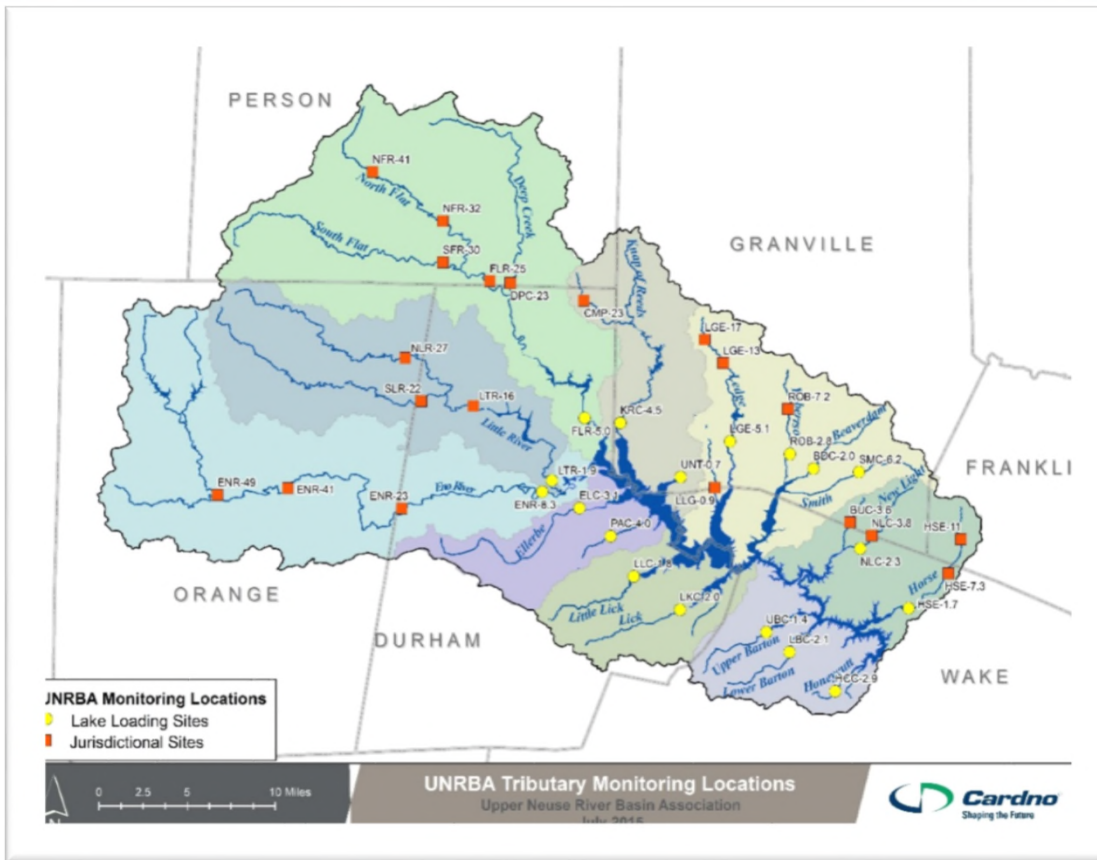 PERSON
NFR-41
North Flat
Deep Creek
NFR-32
South Flat
SFR-30
FLR-25
DPC-23
Knap of Reeds
GRANVILLE
CMP-23
LGE-17
LGE-13
NLR-27
SLR-22
LTR-16
Little River
Ledge
ROB-7.2
Beaverdam
FLR-5.0
KRC-4.5
LGE-5.1
ROB-2.8
BDC-2.0
SMC-6.2
FRANKLI
LTR-1.9
UNT-0.7
ENR-49
ENR-41
ENR-23
Eno River
ENR-8.3
ELC-3.1
LLG-0.9
Smith
New Light
BUC-3.6
NLC-3.8
HSE-11
Ellerbe
PAC-4.0
NLC-2.3
HSE-7.3
Horse
ORANGE
LLC-1.8
Little Lick
LKC-2.0
Lick
HSE-1.7
DURHAM
UBC-1.4
Upper Barton
LBC-2.1
Lower Barton
Honeycutt
HCC-2.9
WAKE
UNRBA Monitoring Locations
Lake Loading Sites
Jurisdictional Sites
0 2.5 5 10 Miles
UNRBA Tributary Monitoring Locations
Upper Neuse River Basin Association
Cardno
Shaping the Future